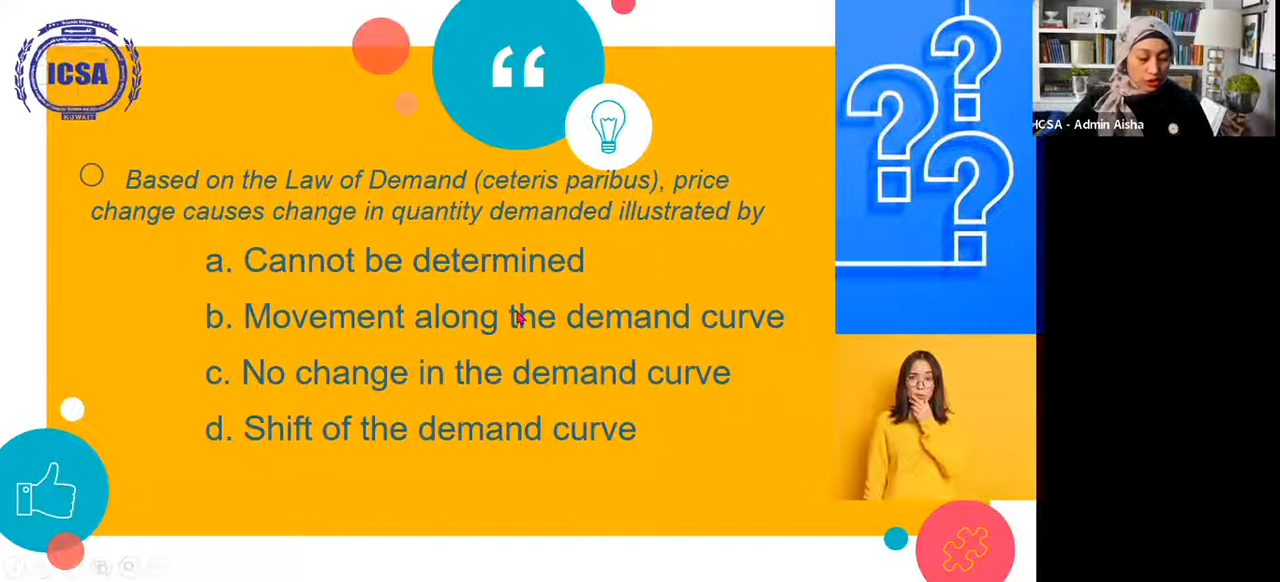 ICSA
KUWAIT
Based on the Law of Demand (ceteris paribus), price
change causes change in quantity demanded illustrated by
a. Cannot be determined
b. Movement along the demand curve
c. No change in the demand curve
d. Shift of the demand curve
ICSA - Admin Aisha